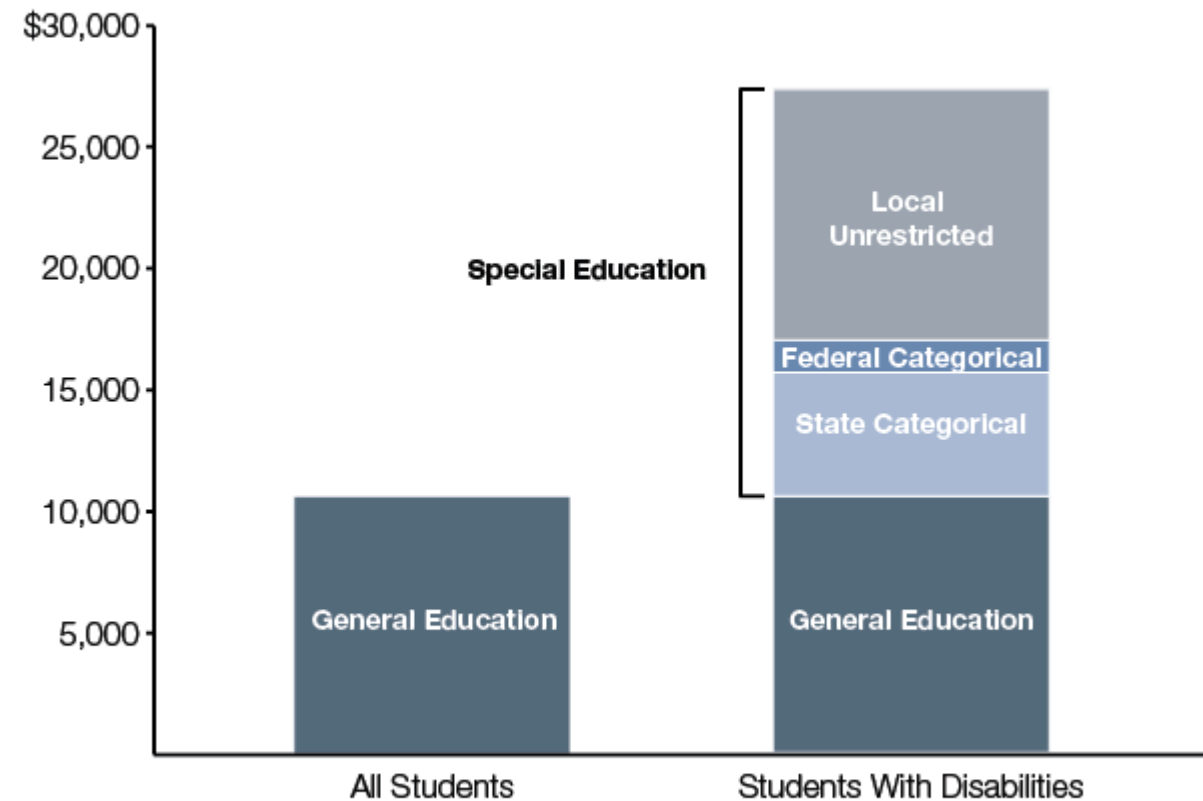 $30,000
25,000
20,000
15,000
10,000
5,000
Special Education
Local
Unrestricted
Federal Categorical
State Categorical
General Education
General Education
All Students
Students With Disabilities